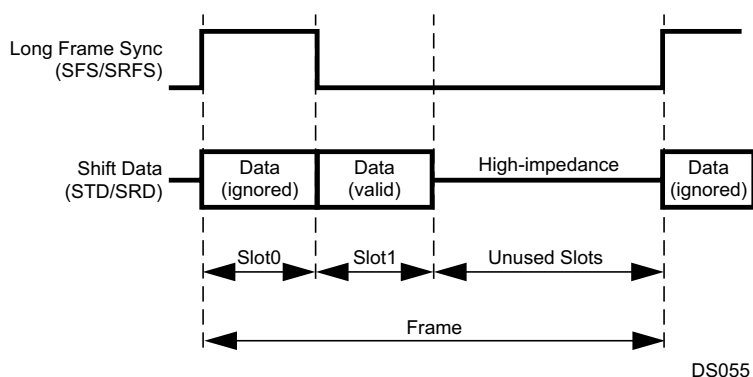 Long Frame Sync
(SFS/SRFS)
Shift Data
(STD/SRD)
Data
(ignored)
Data
(valid)
High-impedance
Data
(ignored)
Slot0
Slot1
Unused Slots
Frame
DS055